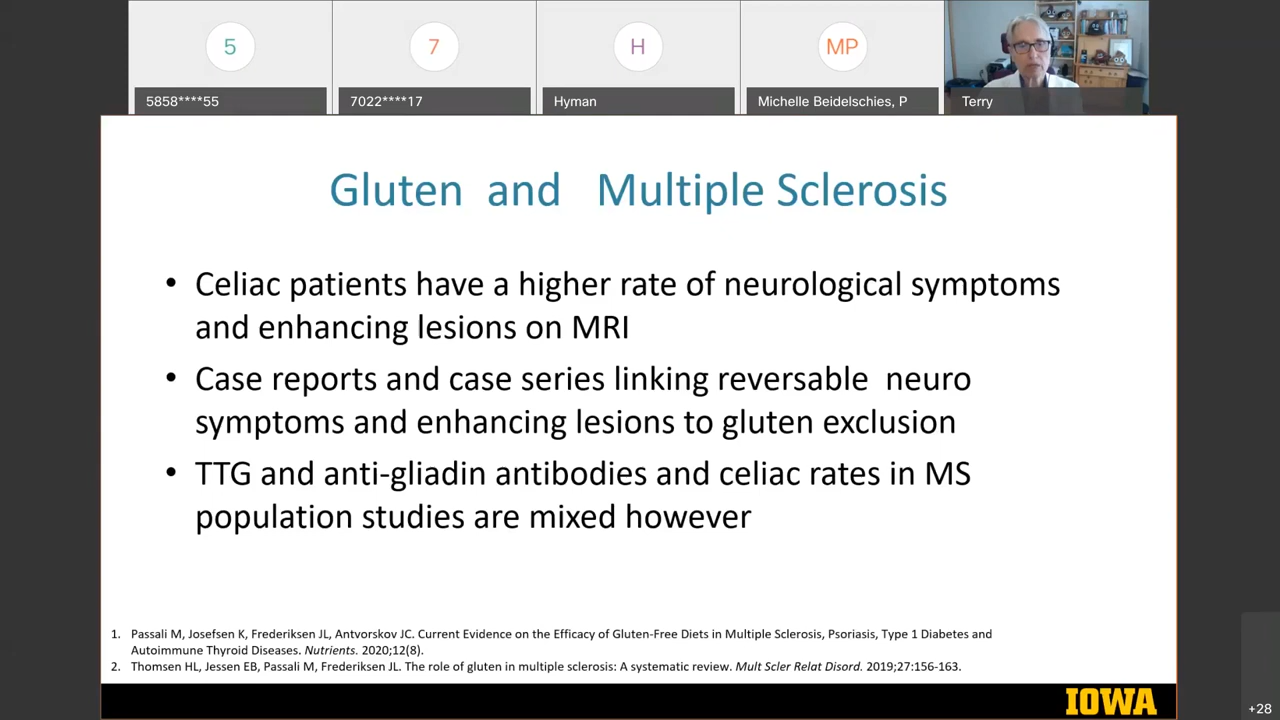 5
7
H
MP
5858****55
7022****17
Hyman
Michelle Beidelschies, P
Terry
Gluten and Multiple Sclerosis
• Celiac patients have a higher rate of neurological symptoms
and enhancing lesions on MRI
• Case reports and case series linking reversable neuro
symptoms and enhancing lesions to gluten exclusion
• TTG and anti-gliadin antibodies and celiac rates in MS
population studies are mixed however
1. Passali M, Josefsen K, Frederiksen JL, Antvorskov JC. Current Evidence on the Efficacy of Gluten-Free Diets in Multiple Sclerosis, Psoriasis, Type 1 Diabetes and
Autoimmune Thyroid Diseases. Nutrients. 2020;12(8).
2. Thomsen HL, Jessen EB, Passali M, Frederiksen JL. The role of gluten in multiple sclerosis: A systematic review. Mult Scler Relat Disord. 2019;27:156-163.
IOWA
+28